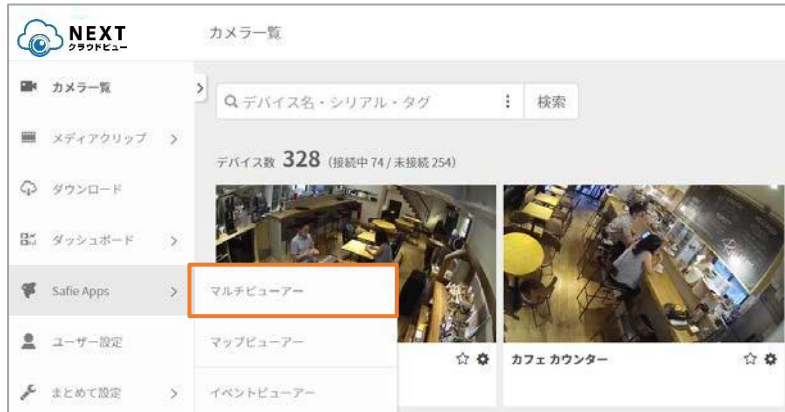 NEXT
クラウドビュー
カメラ一覧
カメラ一覧
デバイス名・シリアル・タグ
検索
メディアクリップ
デバイス数 328 (接続中 74 / 未接続 254)
ダウンロード
ダッシュボード
Safie Apps
マルチビューアー
ユーザー設定
マップビューアー
カフェ カウンター
まとめて設定
イベントビューアー